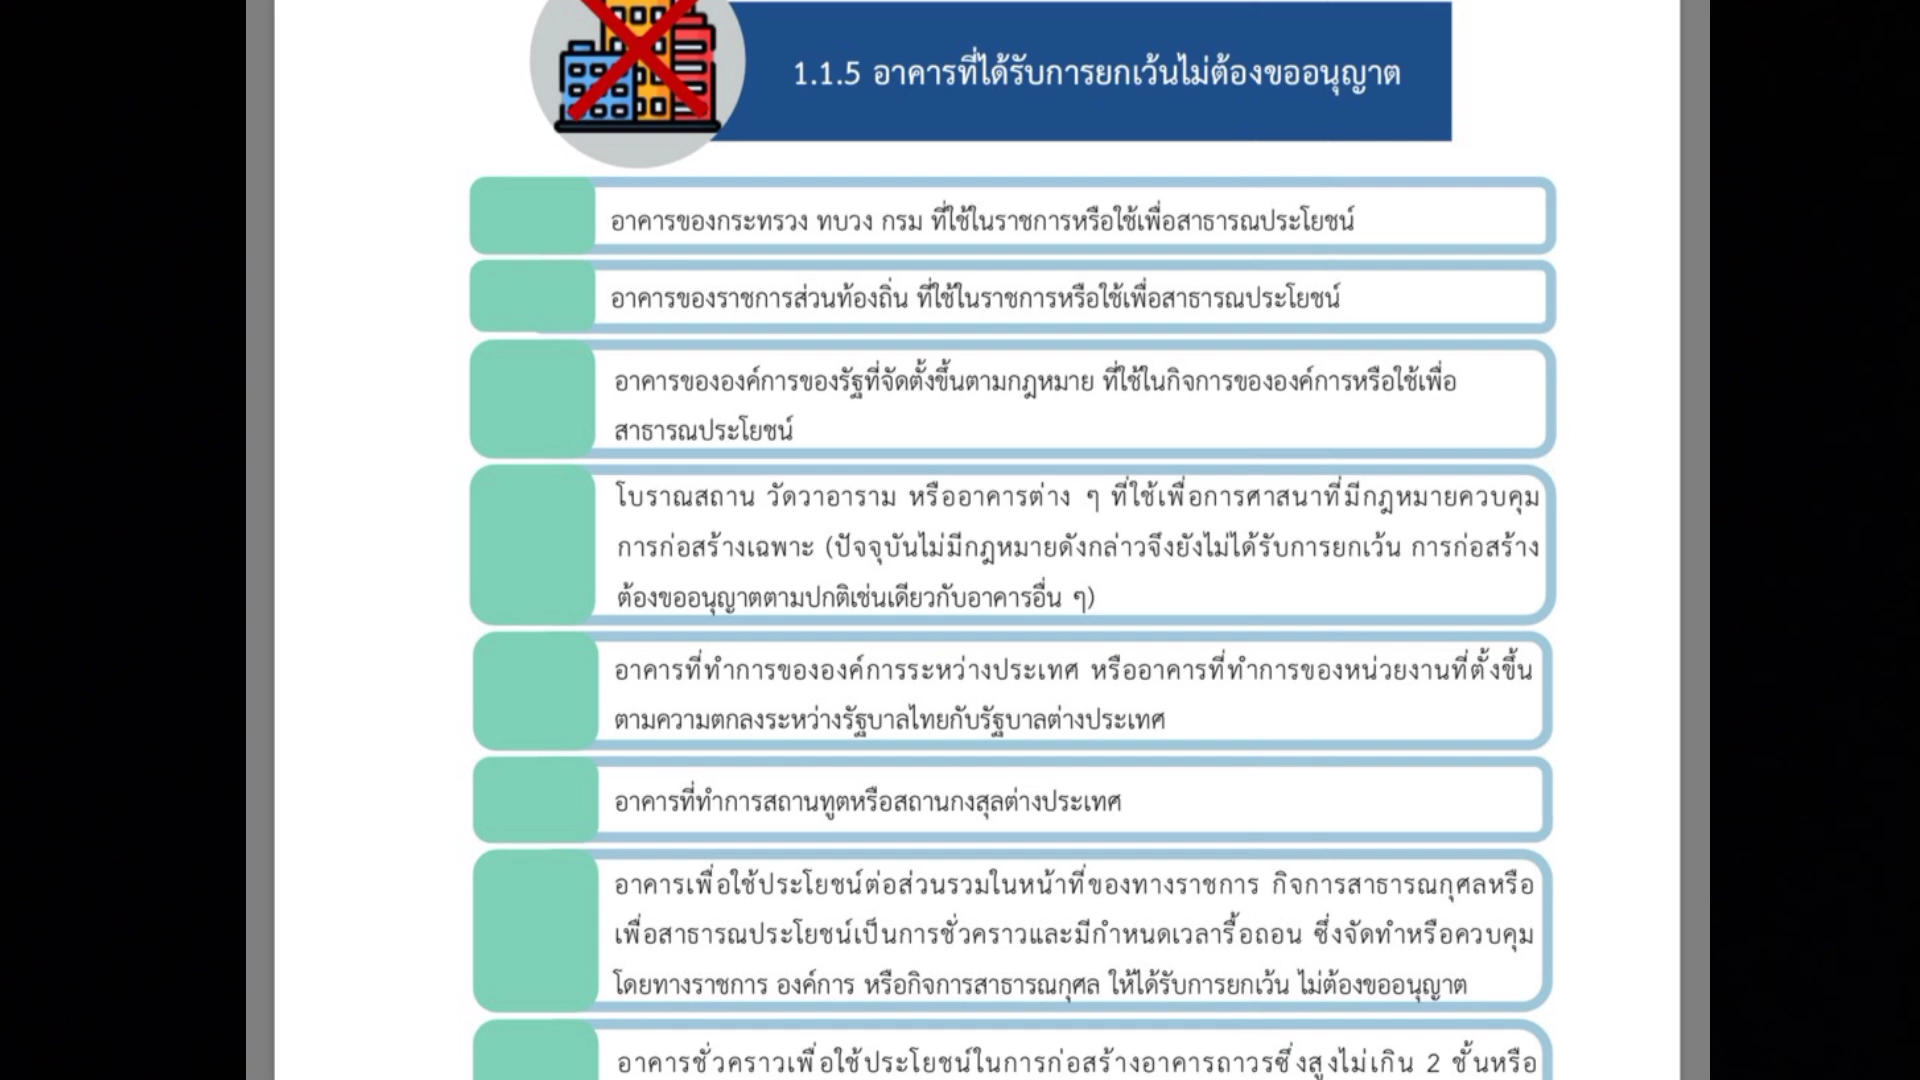 1.1.5 อาคารที่ได้รับการยกเว้นไม่ต้องขออนุญาต
อาคารของกระทรวง ทบวง กรม ที่ใช้ในราชการหรือใช้เพื่อสาธารณประโยชน์
อาคารของราชการส่วนท้องถิ่น ที่ใช้ในราชการหรือใช้เพื่อสาธารณประโยชน์
อาคารขององค์การของรัฐที่จัดตั้งขึ้นตามกฎหมาย ที่ใช้ในกิจการขององค์การหรือใช้เพื่อ
สาธารณประโยชน์
โบราณสถาน วัดวาอาราม หรืออาคารต่าง ๆ ที่ใช้เพื่อการศาสนาที่มีกฎหมายควบคุม
การก่อสร้างเฉพาะ (ปัจจุบันไม่มีกฎหมายดังกล่าวจึงยังไม่ได้รับการยกเว้น การก่อสร้าง
ต้องขออนุญาตตามปกติเช่นเดียวกับอาคารอื่น ๆ)
อาคารที่ทำการขององค์การระหว่างประเทศ หรืออาคารที่ทำการของหน่วยงานที่ตั้งขึ้น
ตามความตกลงระหว่างรัฐบาลไทยกับรัฐบาลต่างประเทศ
อาคารที่ทำการสถานทูตหรือสถานกงสุลต่างประเทศ
อาคารเพื่อใช้ประโยชน์ต่อส่วนรวมในหน้าที่ของทางราชการ กิจการสาธารณกุศลหรือ
เพื่อสาธารณประโยชน์เป็นการชั่วคราวและมีกำหนดเวลารื้อถอน ซึ่งจัดทำหรือควบคุม
โดยทางราชการ องค์การ หรือกิจการสาธารณกุศล ให้ได้รับการยกเว้น ไม่ต้องขออนุญาต
อาคารชั่วคราวเพื่อใช้ประโยชน์ในการก่อสร้างอาคารถาวรซึ่งสูงไม่เกิน 2 ชั้นหรือ